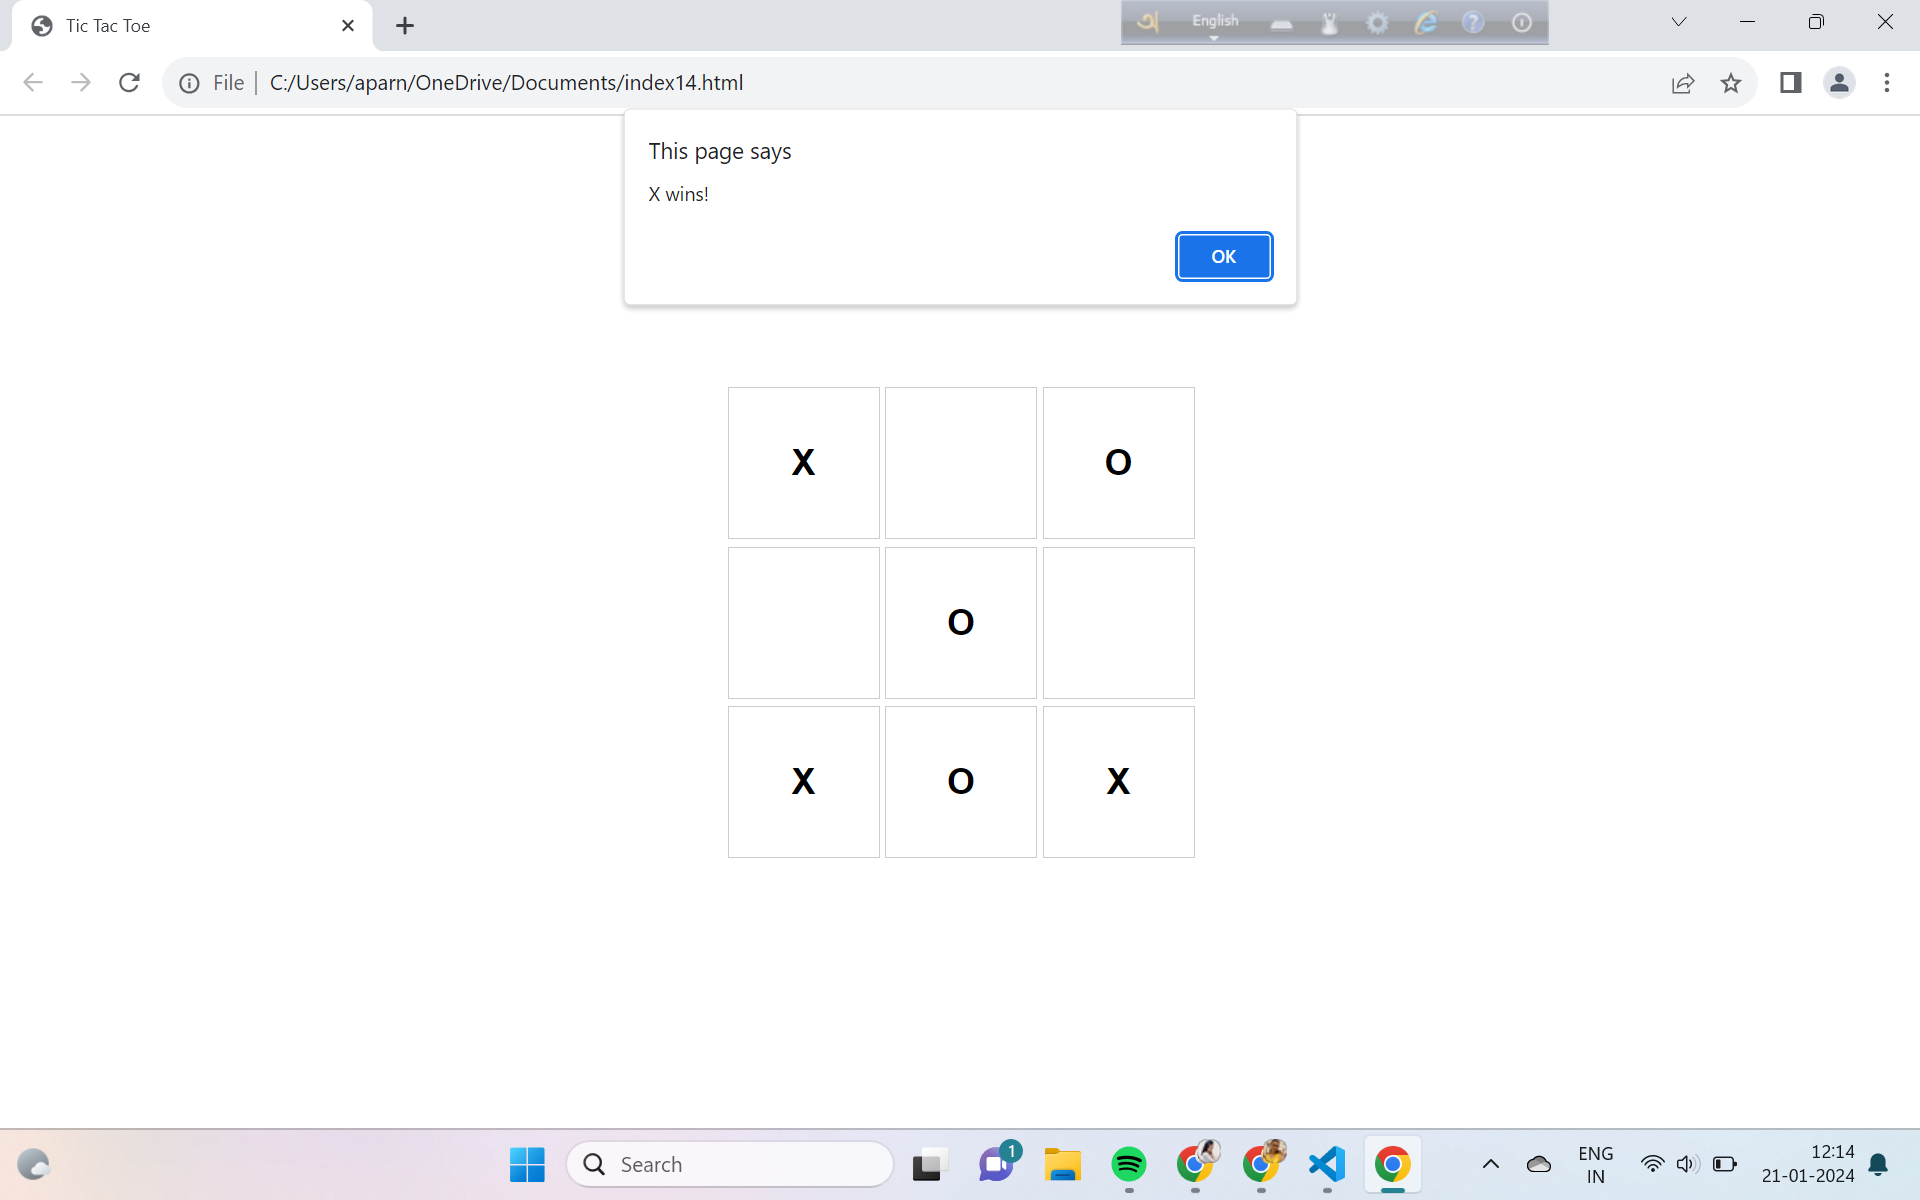 Tic Tac Toe
English
File
C:/Users/aparn/OneDrive/Documents/index14.html
This page says
X wins!
OK
X O
O
X O X
Search
1
ENG
IN
12:14
21-01-2024